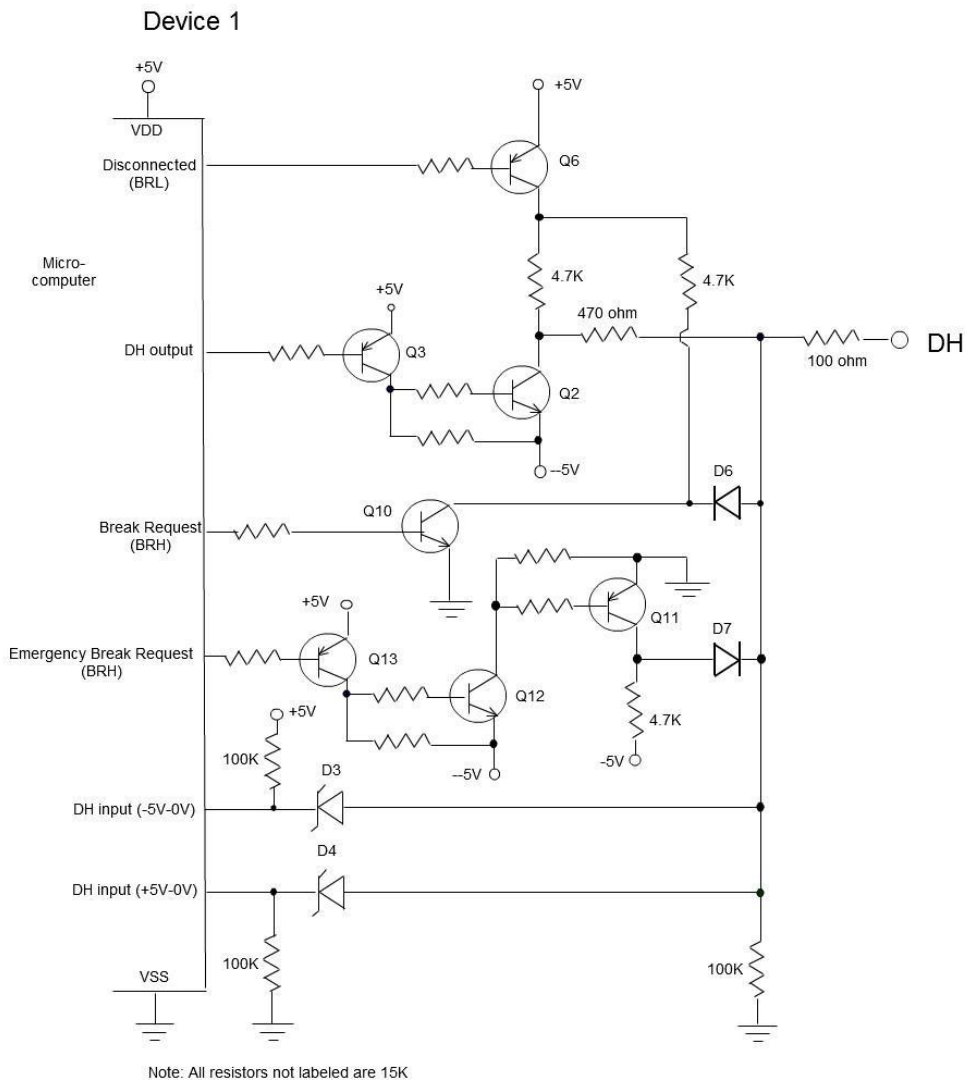 Device 1
+5V
VDD
+5V
Disconnected
(BRL)
Q6
Micro-
computer
4.7K
4.7K
+5V
470 ohm
DH output
Q3
DH
100 ohm
Q2
--5V
D6
Q10
Break Request
(BRH)
+5V
Q11
D7
Emergency Break Request
(BRH)
Q13
Q12
+5V
4.7K
100K
--5V
-5V
D3
DH input (-5V-0V)
D4
DH input (+5V-0V)
100K
100K
VSS
Note: All resistors not labeled are 15K